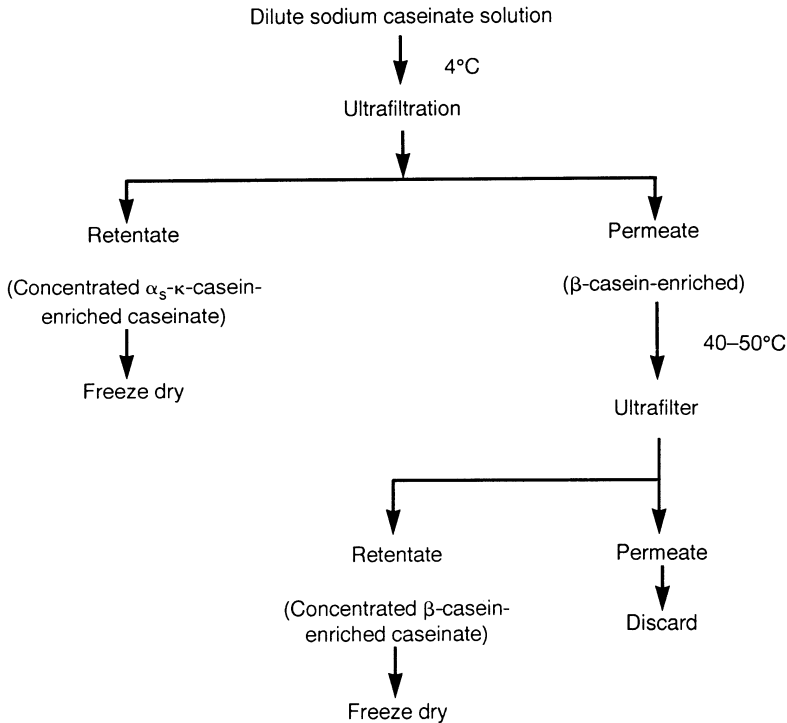 Dilute sodium caseinate solution
4°C
Ultrafiltration
Retentate
(Concentrated αs-κ-casein-
enriched caseinate)
Freeze dry
Permeate
(β-casein-enriched)
40–50°C
Ultrafilter
Retentate
(Concentrated β-casein-
enriched caseinate)
Freeze dry
Permeate
Discard